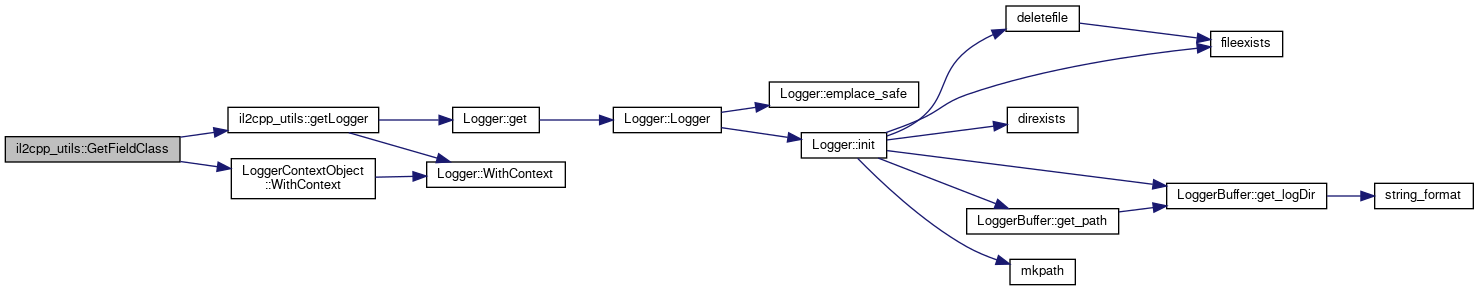 il2cpp_utils::GetFieldClass
il2cpp_utils::getLogger
LoggerContextObject
::WithContext
Logger::get
Logger::WithContext
Logger::Logger
Logger::emplace_safe
Logger::init
deletefile
fileexists
direxists
LoggerBuffer::get_logDir
string_format
LoggerBuffer::get_path
mkpath